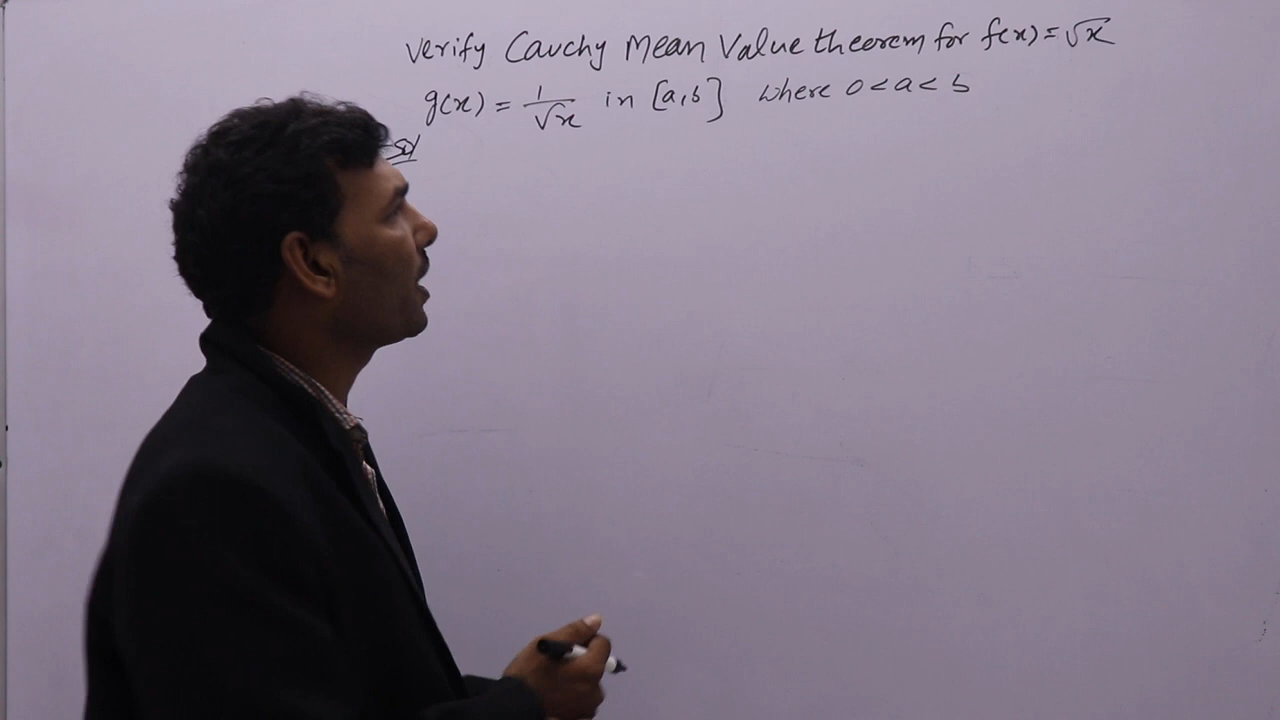 Verify Cauchy Mean Value theorem for f(x) = √x
g(x) = 1/√x in [a,b] where 0 < a < b
Sol